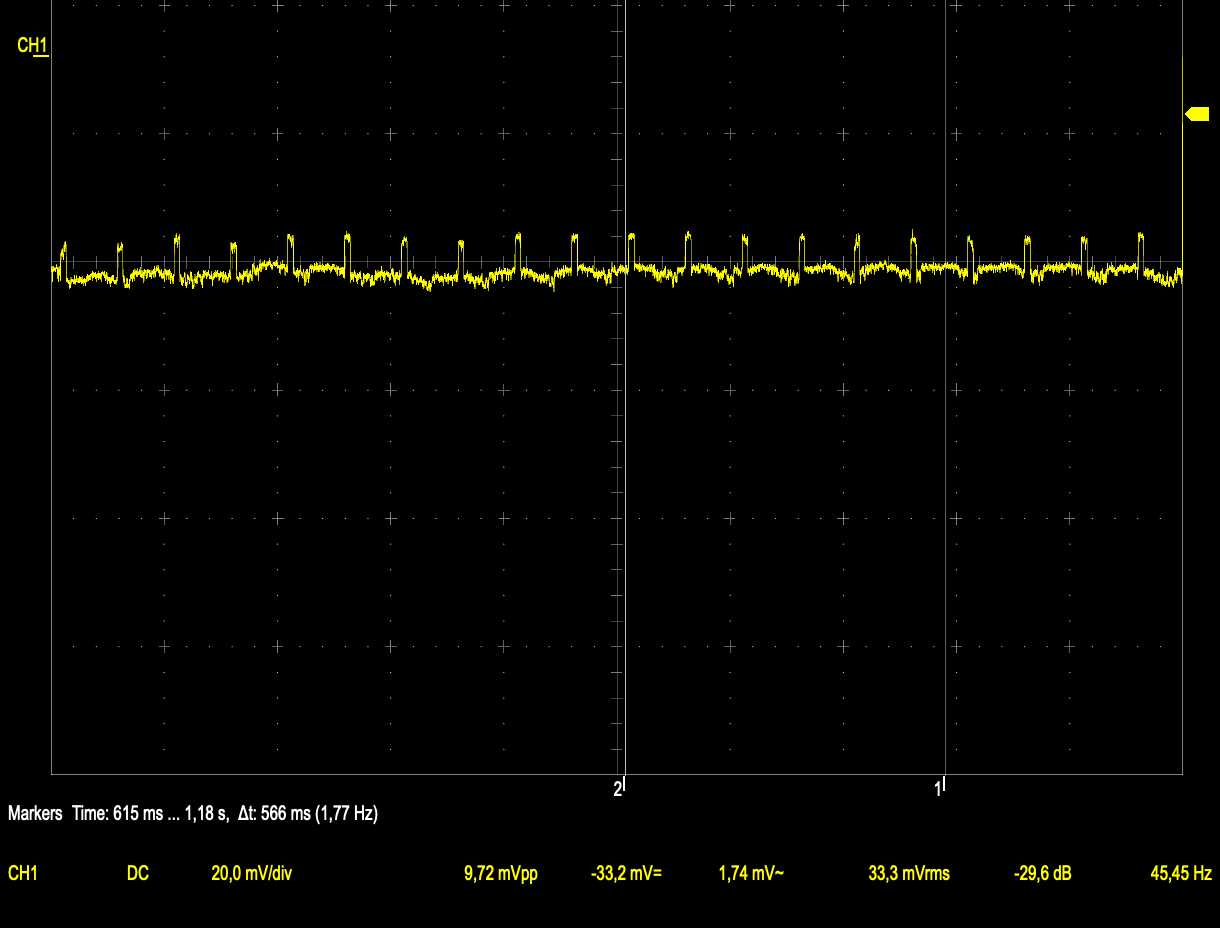 CH1
2
1
Markers Time: 615 ms ... 1,18 s, Δt: 566 ms (1,77 Hz)
CH1 DC 20,0 mV/div 9,72 mVpp -33,2 mV= 1,74 mV~ 33,3 mVrms -29,6 dB 45,45 Hz